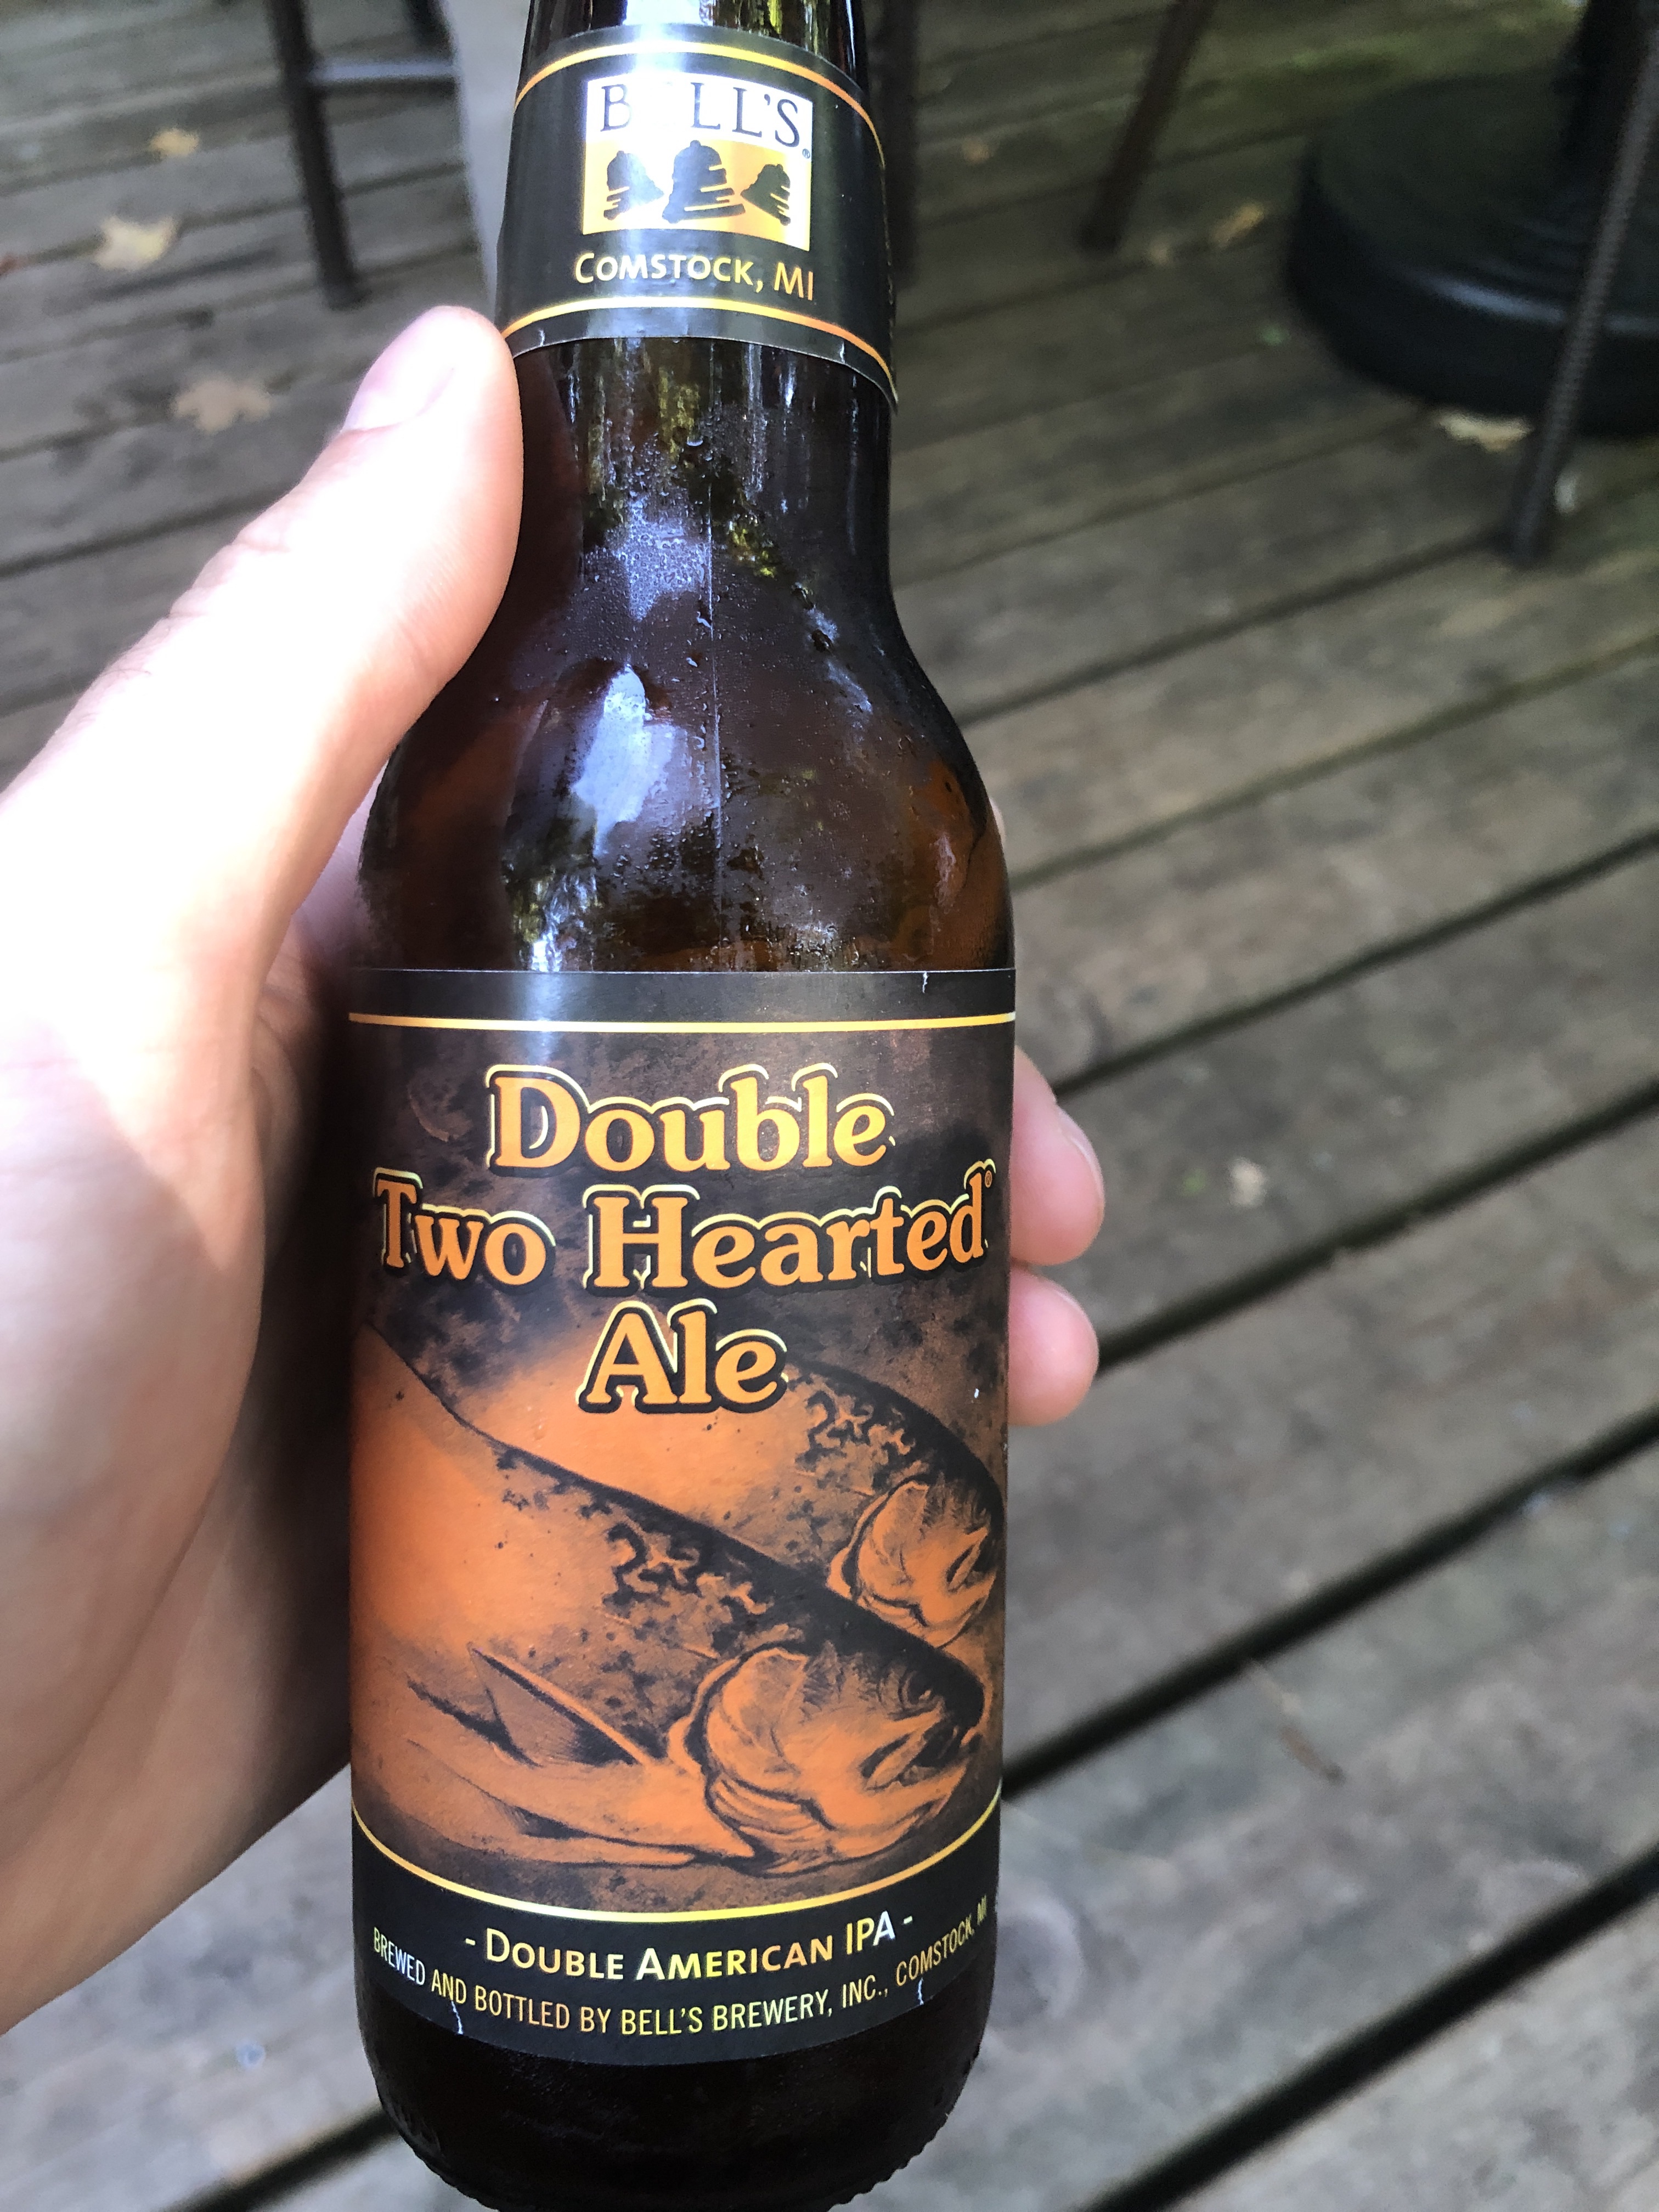 BELL'S®
COMSTOCK, MI
Double
Two Hearted®
Ale
- DOUBLE AMERICAN IPA -
BREWED AND BOTTLED BY BELL'S BREWERY, INC., COMSTOCK, MI